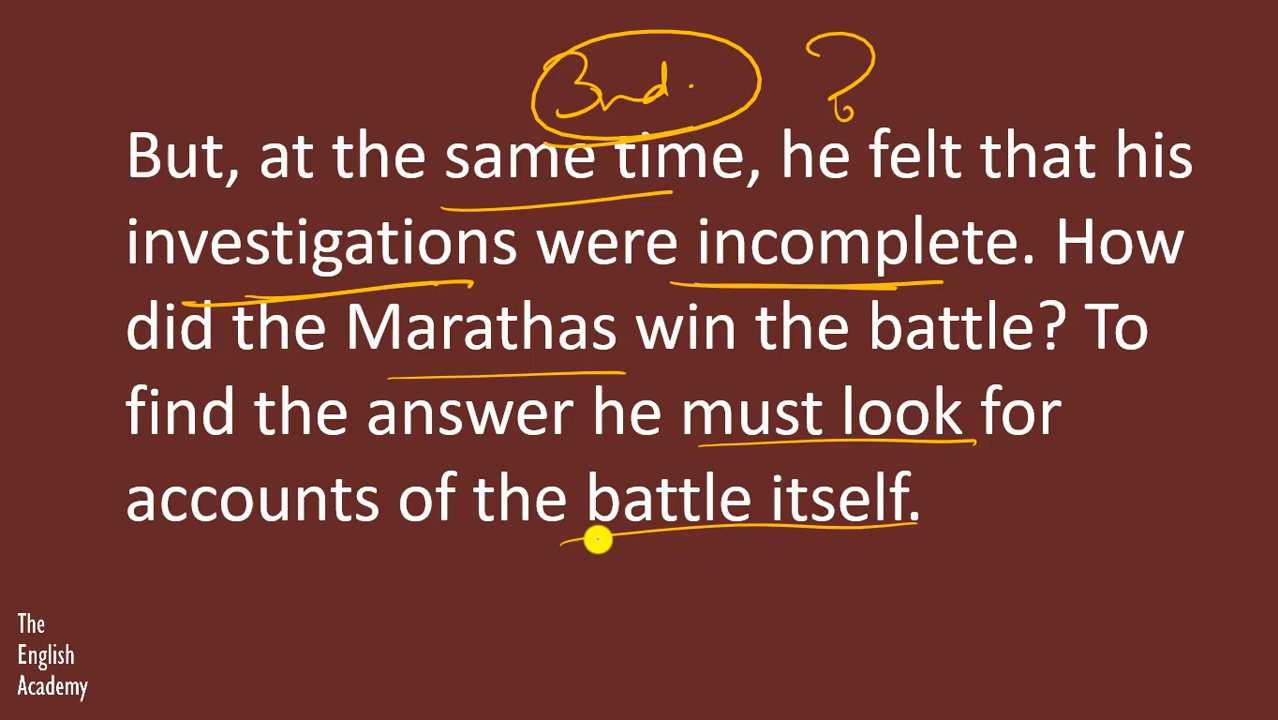 But, at the same time, he felt that his
investigations were incomplete. How
did the Marathas win the battle? To
find the answer he must look for
accounts of the battle itself.
The
English
Academy